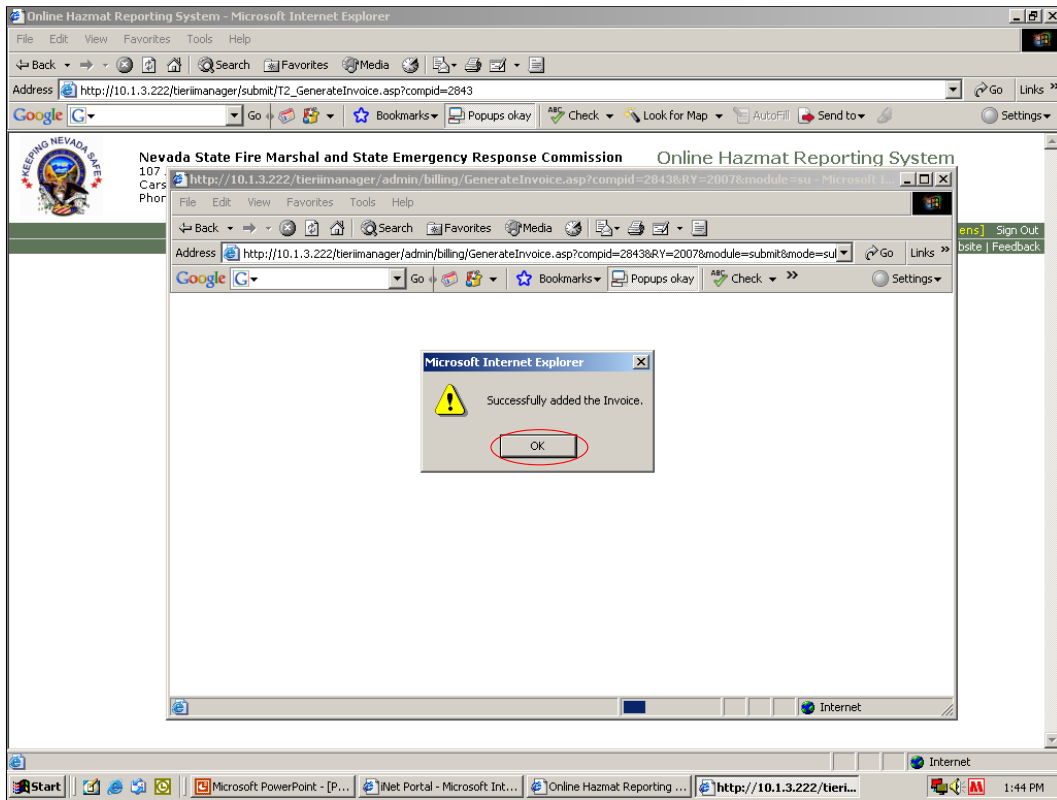 Online Hazmat Reporting System - Microsoft Internet Explorer
File Edit View Favorites Tools Help
Back Search Favorites Media
Address http://10.1.3.222/tieriimanager/submit/T2_GenerateInvoice.asp?compid=2843 Go Links »
Google G Go Bookmarks Popups okay ABC Check Look for Map AutoFill Send to Settings
KEEPING NEVADA SAFE
Nevada State Fire Marshal and State Emergency Response Commission Online Hazmat Reporting System
107
Cars
Phor
ens] Sign Out
bsite | Feedback
http://10.1.3.222/tieriimanager/admin/billing/GenerateInvoice.asp?compid=2843&RY=2007&module=su - Microsoft I...
File Edit View Favorites Tools Help
Back Search Favorites Media
Address http://10.1.3.222/tieriimanager/admin/billing/GenerateInvoice.asp?compid=2843&RY=2007&module=submit&mode=sul Go Links »
Google G Go Bookmarks Popups okay ABC Check » Settings
Microsoft Internet Explorer
Successfully added the Invoice.
OK
Internet
Internet
Start Microsoft PowerPoint - [P... iNet Portal - Microsoft Int... Online Hazmat Reporting ... http://10.1.3.222/tieri... 1:44 PM